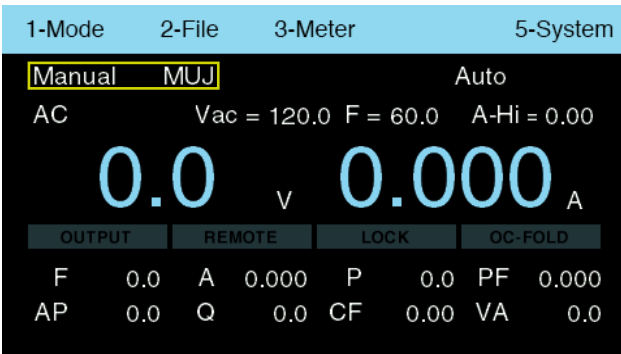 1-Mode 2-File 3-Meter 5-System
Manual MUJ Auto
AC Vac = 120.0 F = 60.0 A-Hi = 0.00
0.0 V 0.000 A
OUTPUT REMOTE LOCK OC-FOLD
F 0.0 A 0.000 P 0.0 PF 0.000
AP 0.0 Q 0.0 CF 0.00 VA 0.0